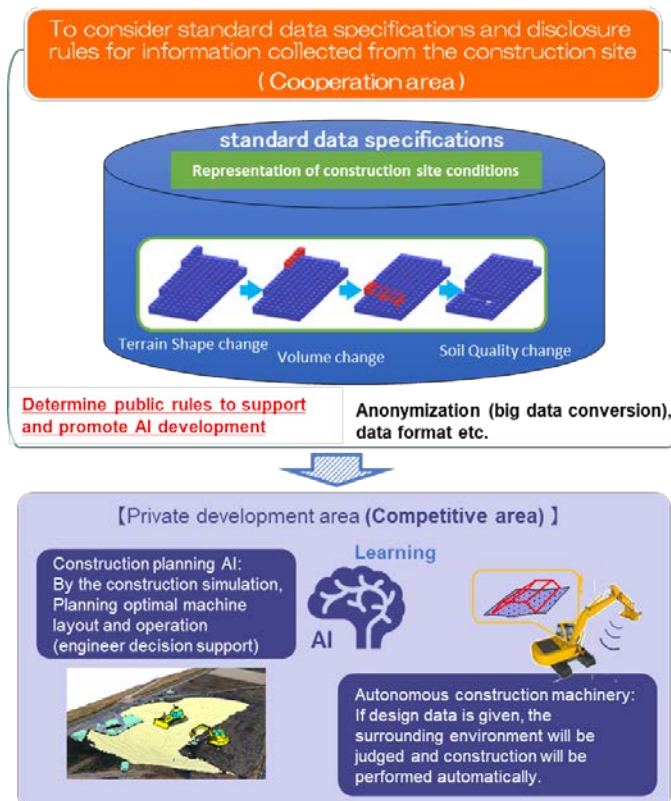 To consider standard data specifications and disclosure
rules for information collected from the construction site
(Cooperation area)
standard data specifications
Representation of construction site conditions
Terrain Shape change
Volume change
Soil Quality change
Determine public rules to support
and promote AI development
Anonymization (big data conversion),
data format etc.
【Private development area (Competitive area) 】
Construction planning AI:
By the construction simulation,
Planning optimal machine
layout and operation
(engineer decision support)
Learning
AI
Autonomous construction machinery:
If design data is given, the
surrounding environment will be
judged and construction will be
performed automatically.